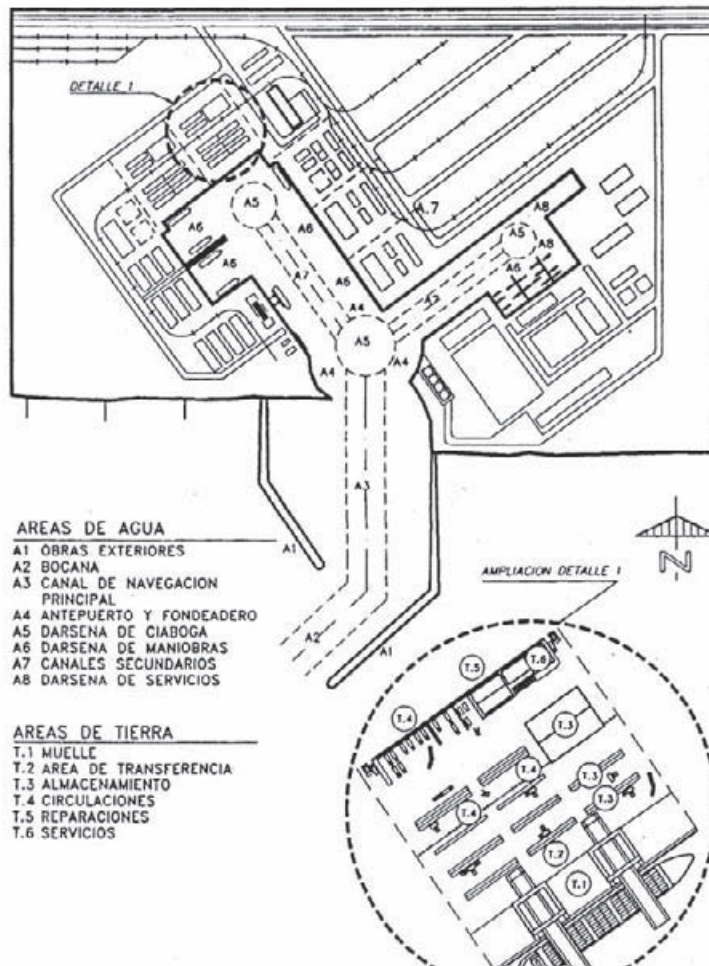 DETALLE 1
A5
A6
A6
A6
A7
A6
A4
A.7
A8
A5
A8
A6
A5
A4
A4
A3
A1
A2
A1
AREAS DE AGUA
A1 OBRAS EXTERIORES
A2 BOCANA
A3 CANAL DE NAVEGACION
PRINCIPAL
A4 ANTEPUERTO Y FONDEADERO
A5 DARSENA DE CIABOGA
A6 DARSENA DE MANIOBRAS
A7 CANALES SECUNDARIOS
A8 DARSENA DE SERVICIOS
AREAS DE TIERRA
T.1 MUELLE
T.2 AREA DE TRANSFERENCIA
T.3 ALMACENAMIENTO
T.4 CIRCULACIONES
T.5 REPARACIONES
T.6 SERVICIOS
N
AMPLIACION DETALLE 1
T.6
T.5
T.4
T.3
T.4
T.3
T.3
T.4
T.2
T.1